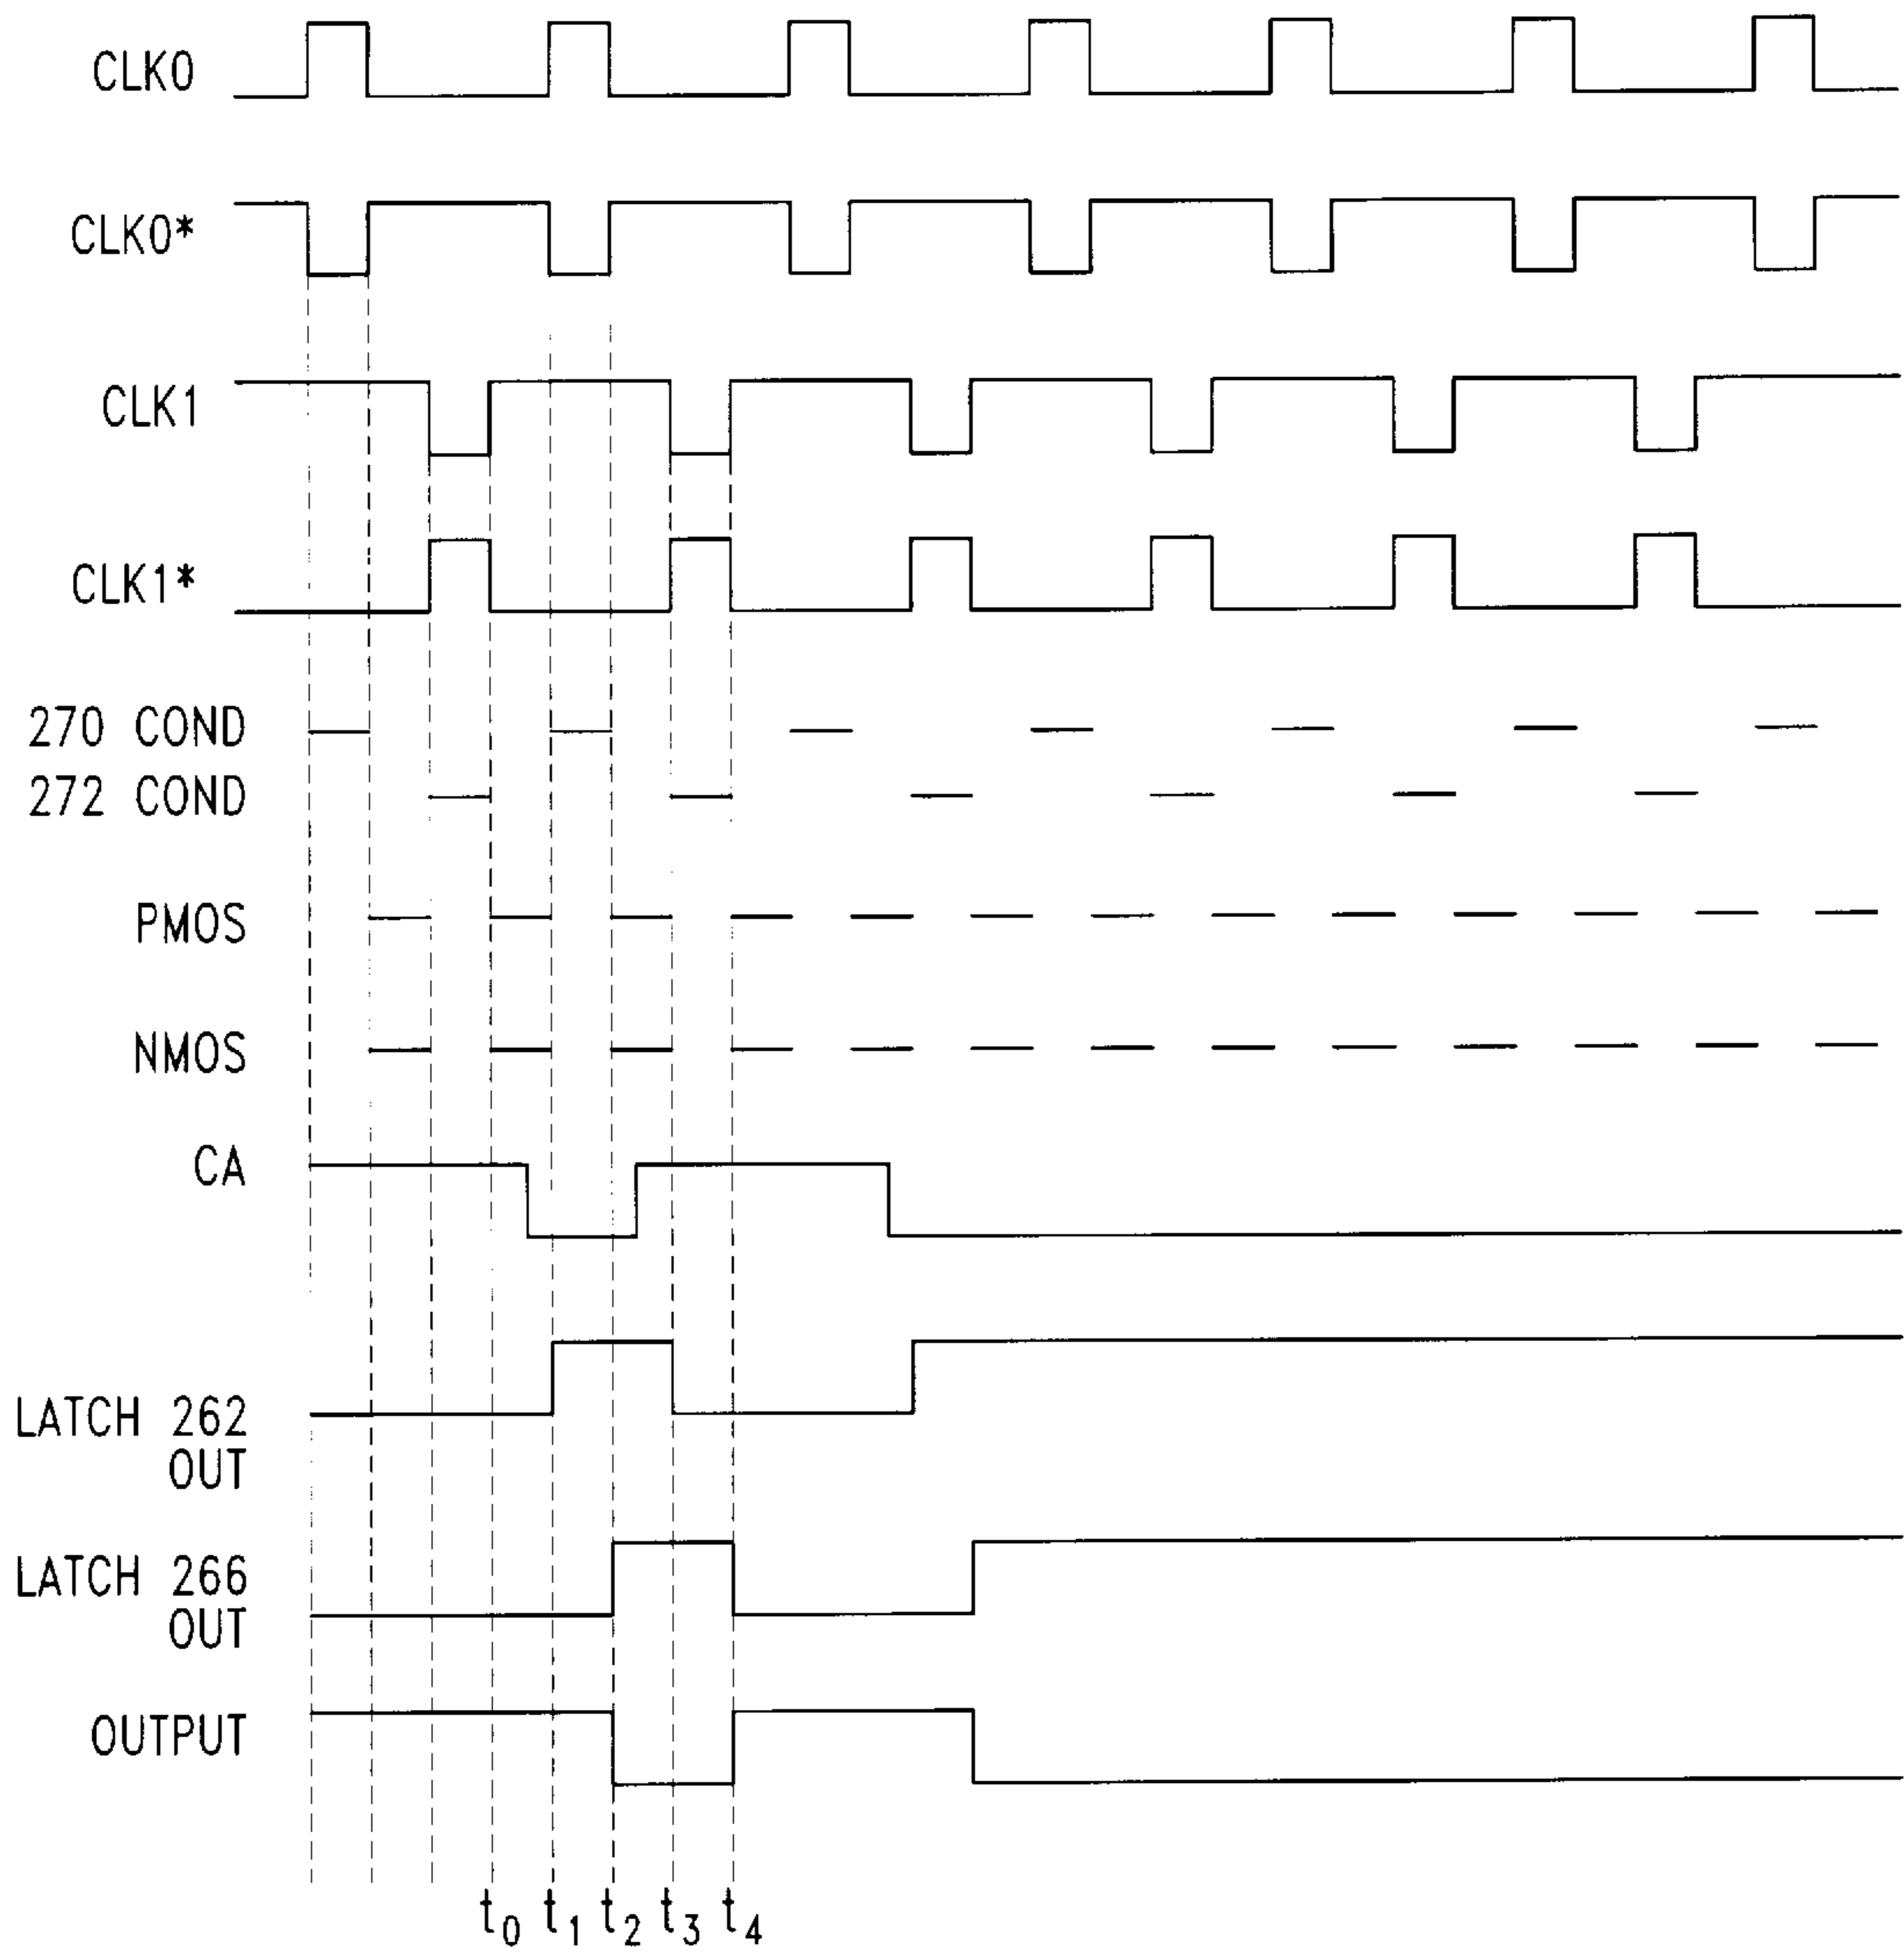 CLK0
CLK0*
CLK1
CLK1*
270 COND
272 COND
PMOS
NMOS
CA
LATCH 262
OUT
LATCH 266
OUT
OUTPUT
t0 t1 t2 t3 t4